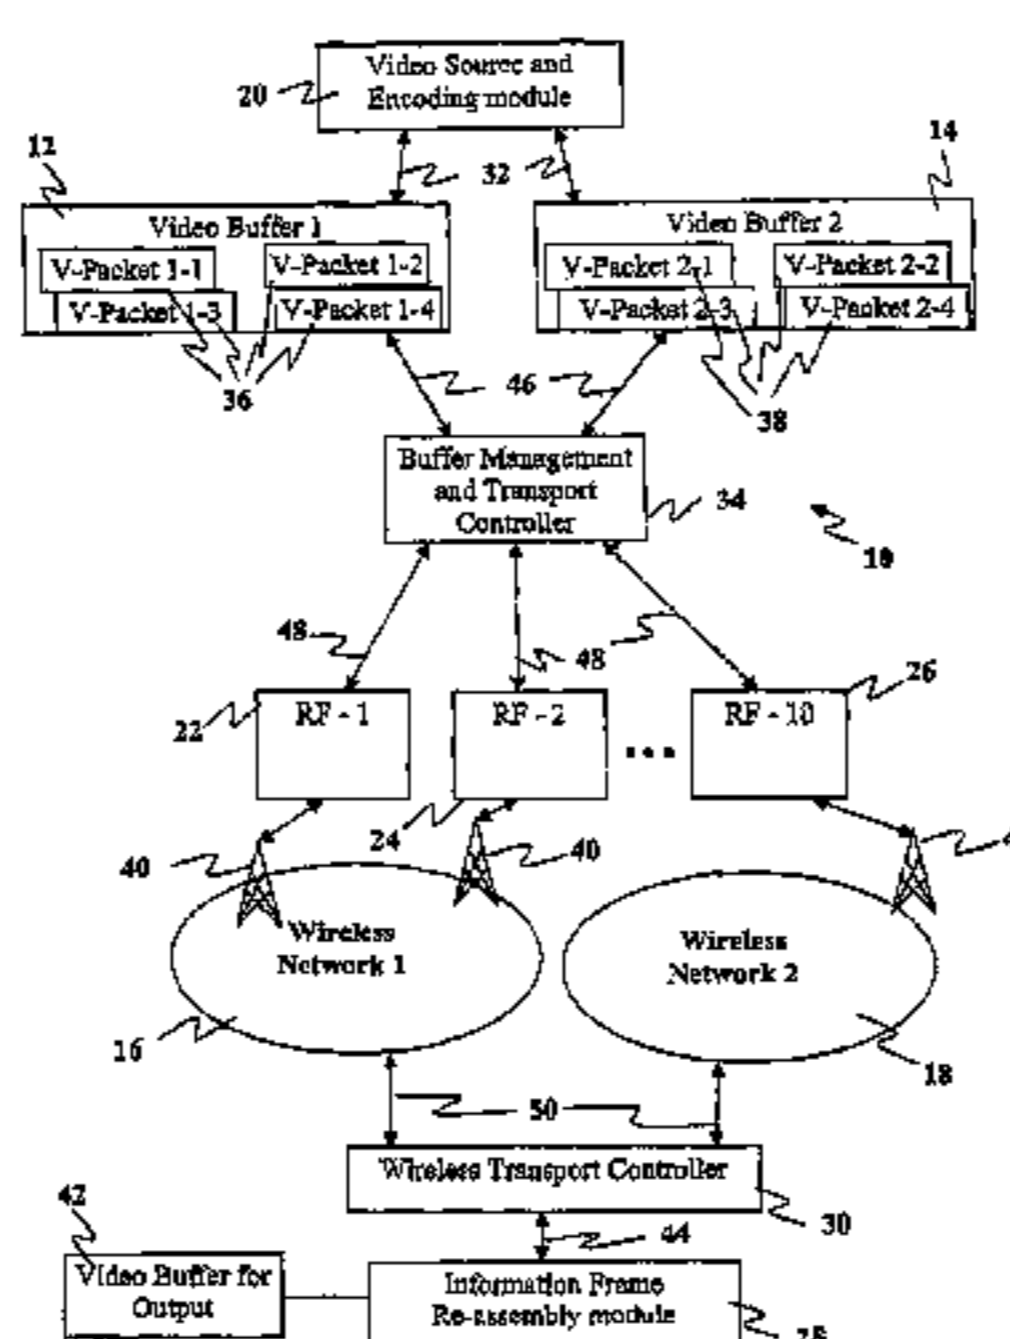 Video Source and
Encoding module
20
12
32
14
Video Buffer 1
V-Packet 1-1
V-Packet 1-2
V-Packet 1-3
V-Packet 1-4
Video Buffer 2
V-Packet 2-1
V-Packet 2-2
V-Packet 2-3
V-Packet 2-4
36
46
38
Buffer Management
and Transport
Controller
34
10
48
48
26
22
RF - 1
RF - 2
RF - 10
24
40
40
Wireless
Network 1
Wireless
Network 2
16
18
50
Wireless Transport Controller
30
42
44
Video Buffer for
Output
Information Frame
Re-assembly module
28